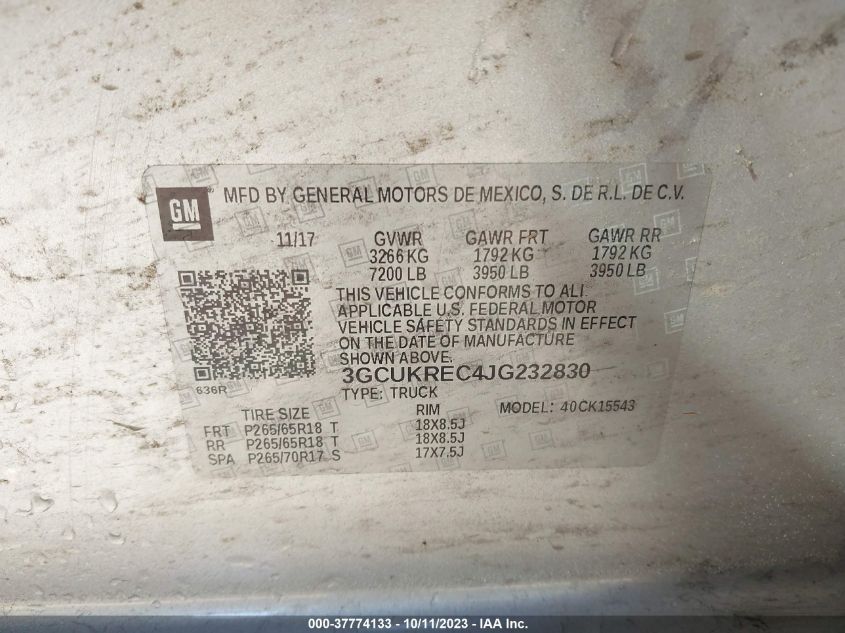 GM ® MFD BY GENERAL MOTORS DE MEXICO, S. DE R.L. DE C.V.
11/17 GVWR GAWR FRT GAWR RR
3266 KG 1792 KG 1792 KG
7200 LB 3950 LB 3950 LB
THIS VEHICLE CONFORMS TO ALL
APPLICABLE U.S. FEDERAL MOTOR
VEHICLE SAFETY STANDARDS IN EFFECT
ON THE DATE OF MANUFACTURE
SHOWN ABOVE.
3GCUKREC4JG232830
636R
TYPE: TRUCK
TIRE SIZE RIM MODEL: 40CK15543
FRT P265/65R18 T 18X8.5J
RR P265/65R18 T 18X8.5J
SPA P265/70R17 S 17X7.5J
000-37774133 - 10/11/2023 - IAA Inc.